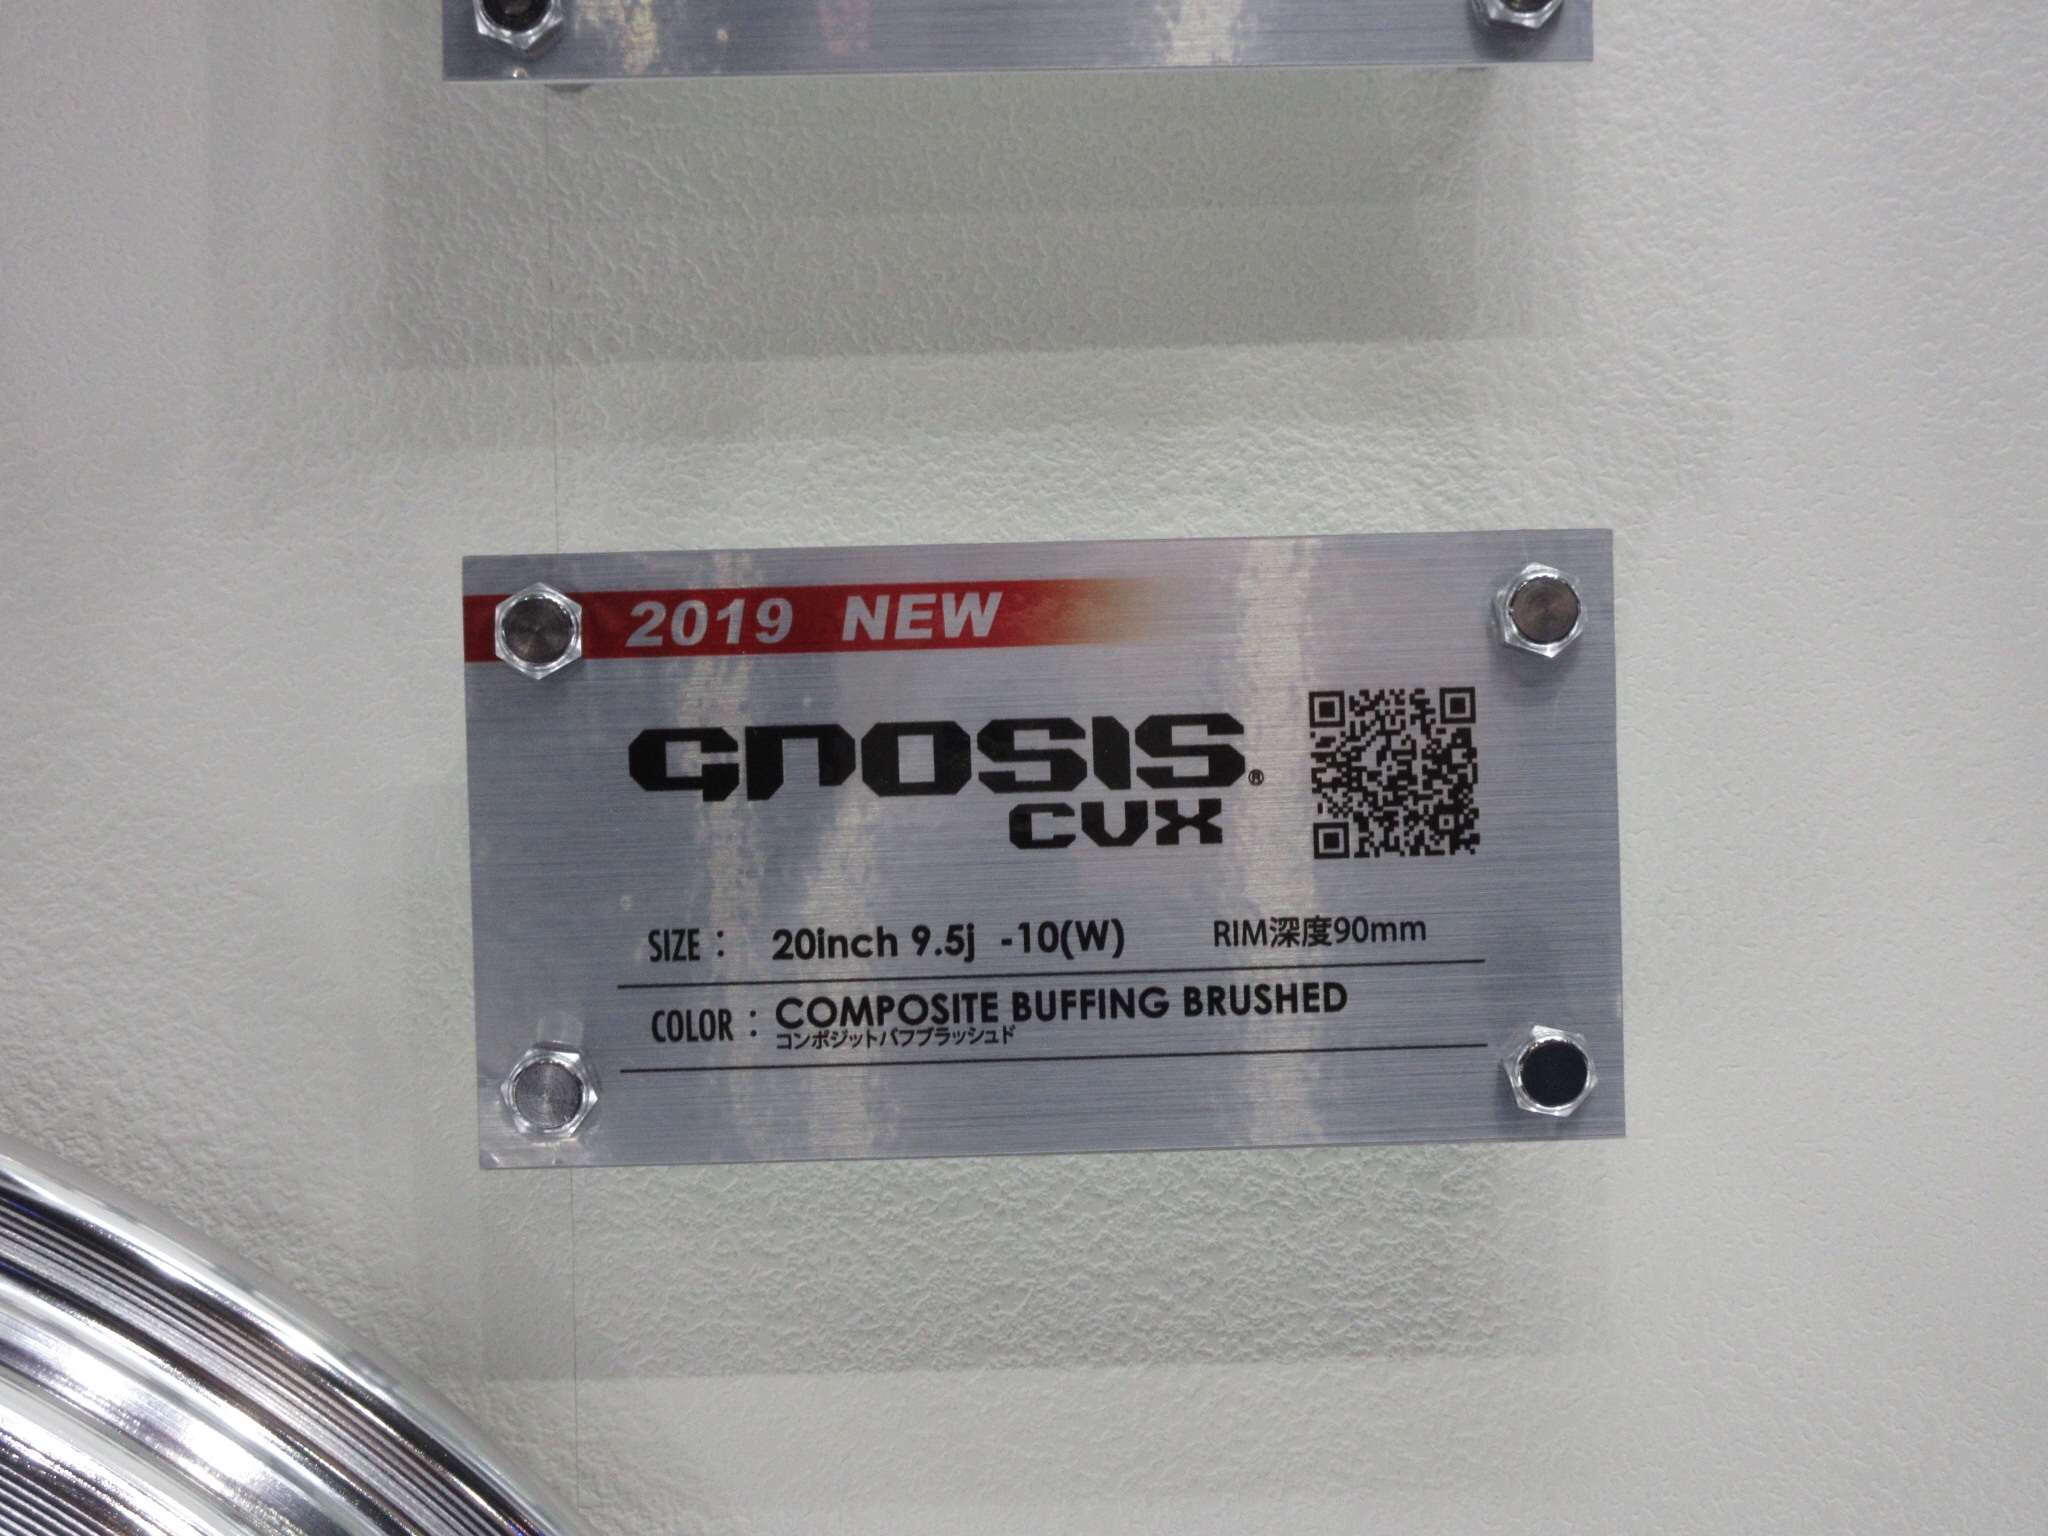 2019 NEW
GNOSIS®
CVX
SIZE : 20inch 9.5j -10(W) RIM深度90mm
COLOR : COMPOSITE BUFFING BRUSHED
コンポジットバフブラッシュド